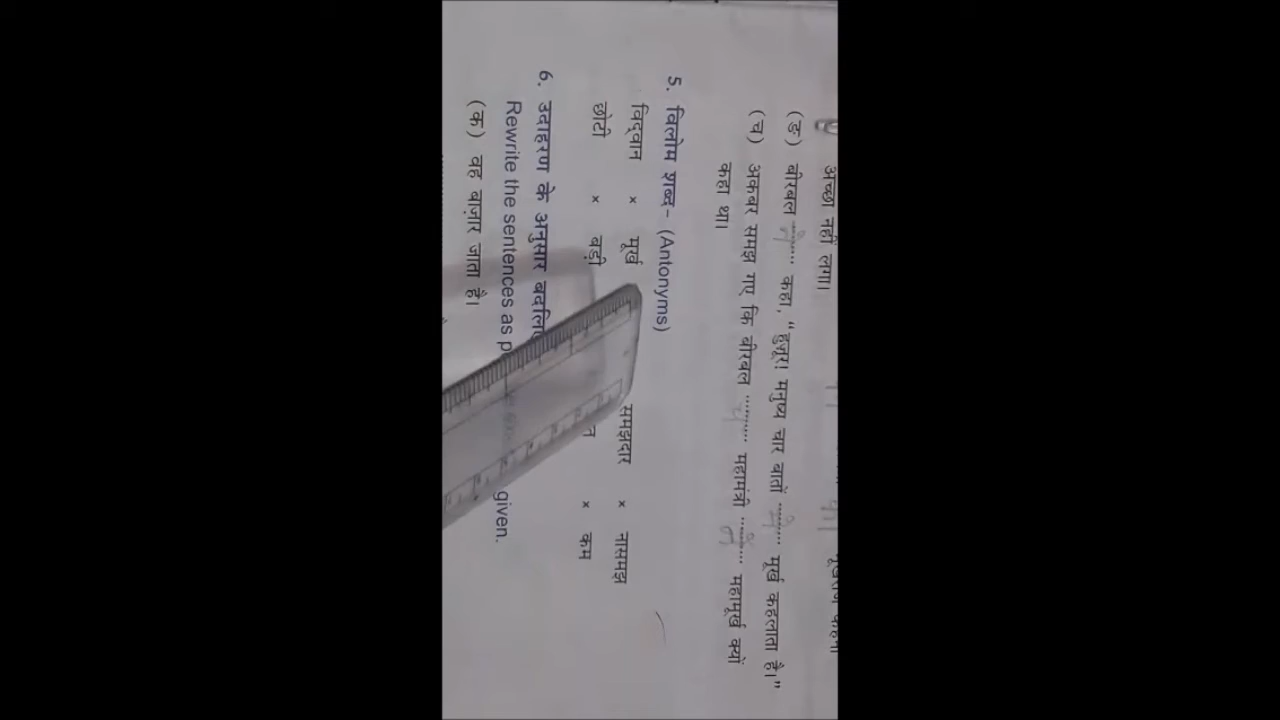 अच्छा नहीं लगा।
(ङ) बीरबल ने कहा, "हुज़ूर! मनुष्य चार बातों से मूर्ख कहलाता है।"
(च) अकबर समझ गए कि बीरबल ने महामंत्री को महामूर्ख क्यों
कहा था।
5. विलोम शब्द- (Antonyms)
विद्वान × मूर्ख समझदार × नासमझ
छोटी × बड़ी × कम
6. उदाहरण के अनुसार
Rewrite the sentences as given.
(क) वह बाज़ार जाता है।